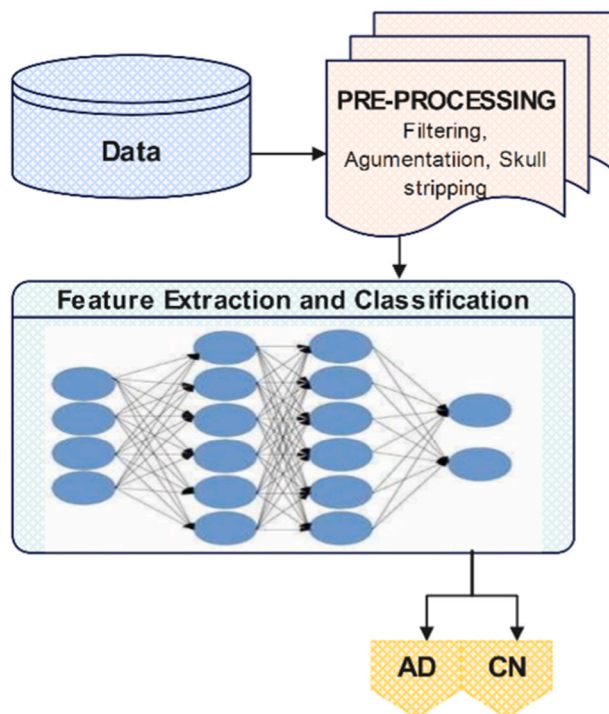 Data
PRE-PROCESSING
Filtering,
Agumentatiion, Skull
stripping
Feature Extraction and Classification
AD
CN